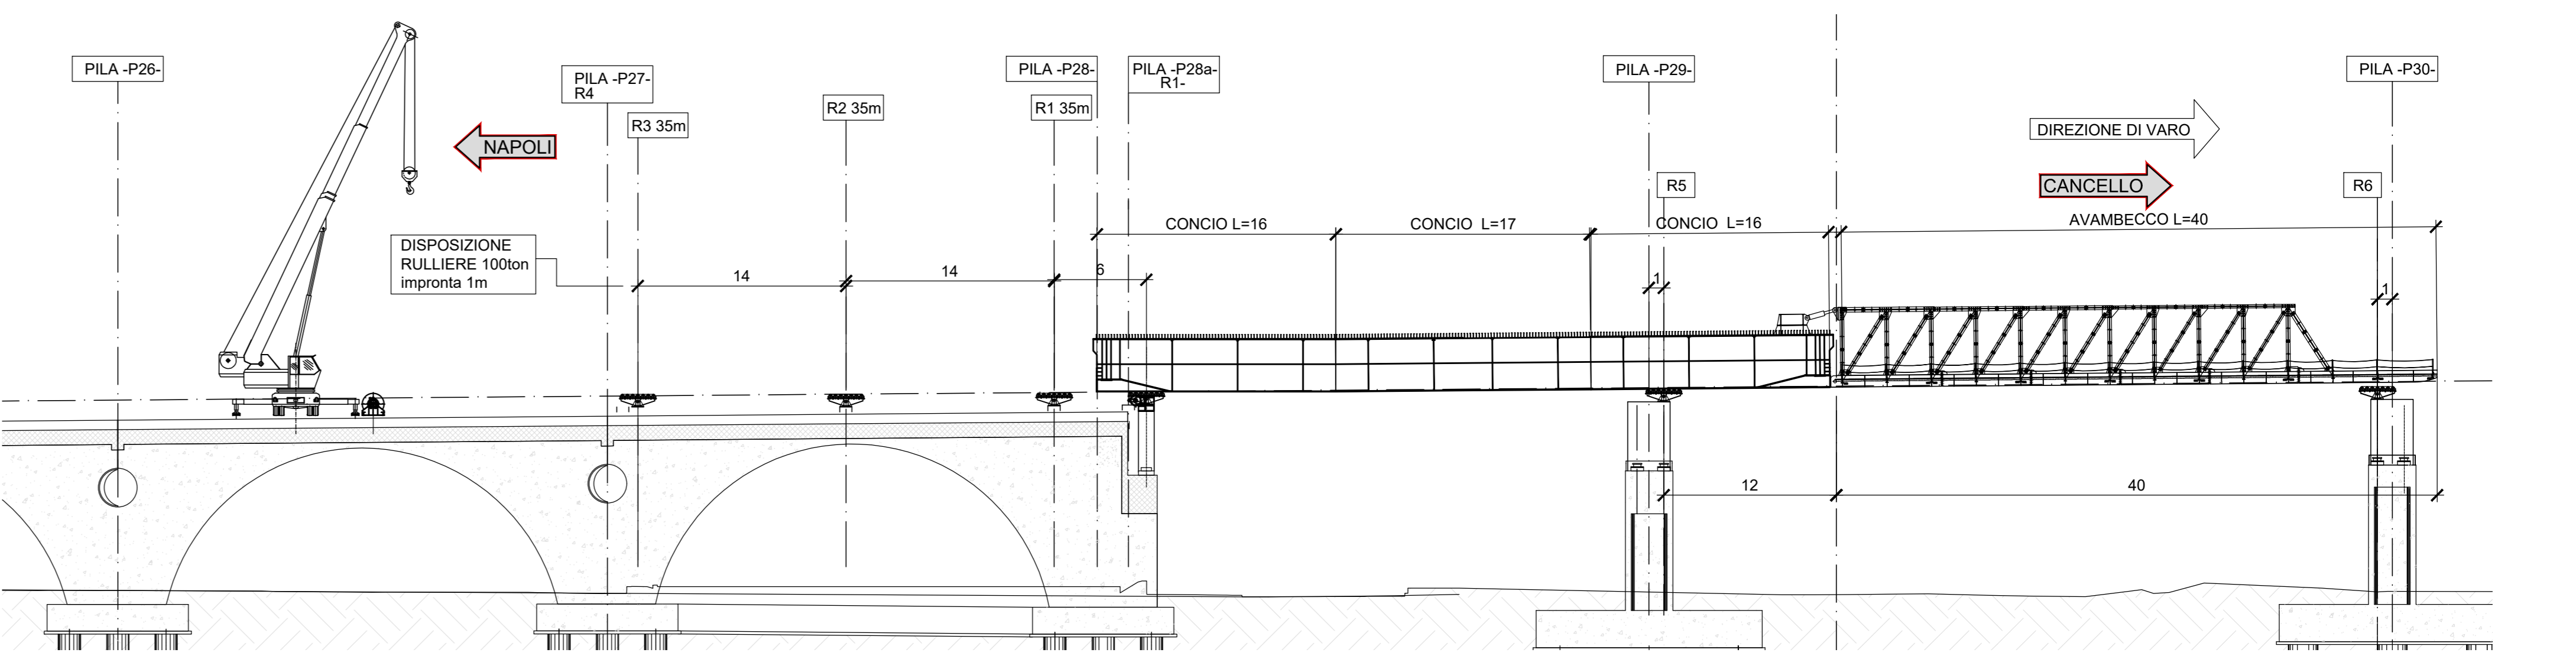 PILA -P26-
PILA -P27-
R4
R3 35m
R2 35m
PILA -P28-
R1 35m
PILA -P28a-
R1-
PILA -P29-
R5
PILA -P30-
R6
NAPOLI
DIREZIONE DI VARO
CANCELLO
CONCIO L=16
CONCIO L=17
CONCIO L=16
AVAMBECCO L=40
DISPOSIZIONE
RULLIERE 100ton
impronta 1m
14
14
6
1
1
12
40